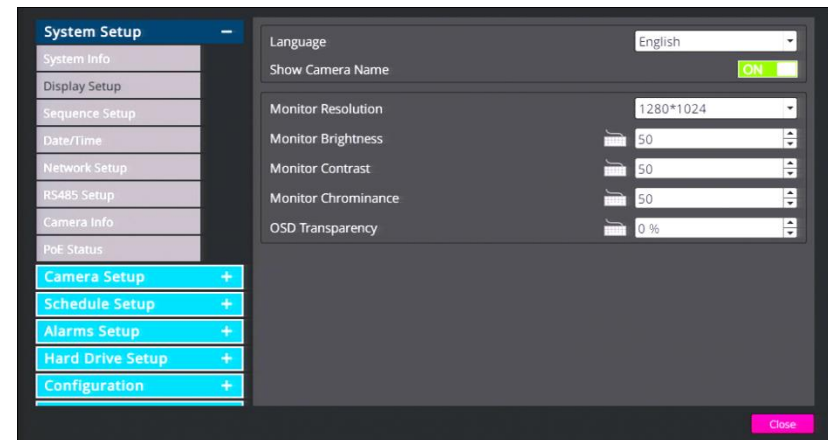 System Setup −
System Info
Display Setup
Sequence Setup
Date/Time
Network Setup
RS485 Setup
Camera Info
PoE Status
Camera Setup +
Schedule Setup +
Alarms Setup +
Hard Drive Setup +
Configuration +
Language English
Show Camera Name ON
Monitor Resolution 1280*1024
Monitor Brightness 50
Monitor Contrast 50
Monitor Chrominance 50
OSD Transparency 0 %
Close